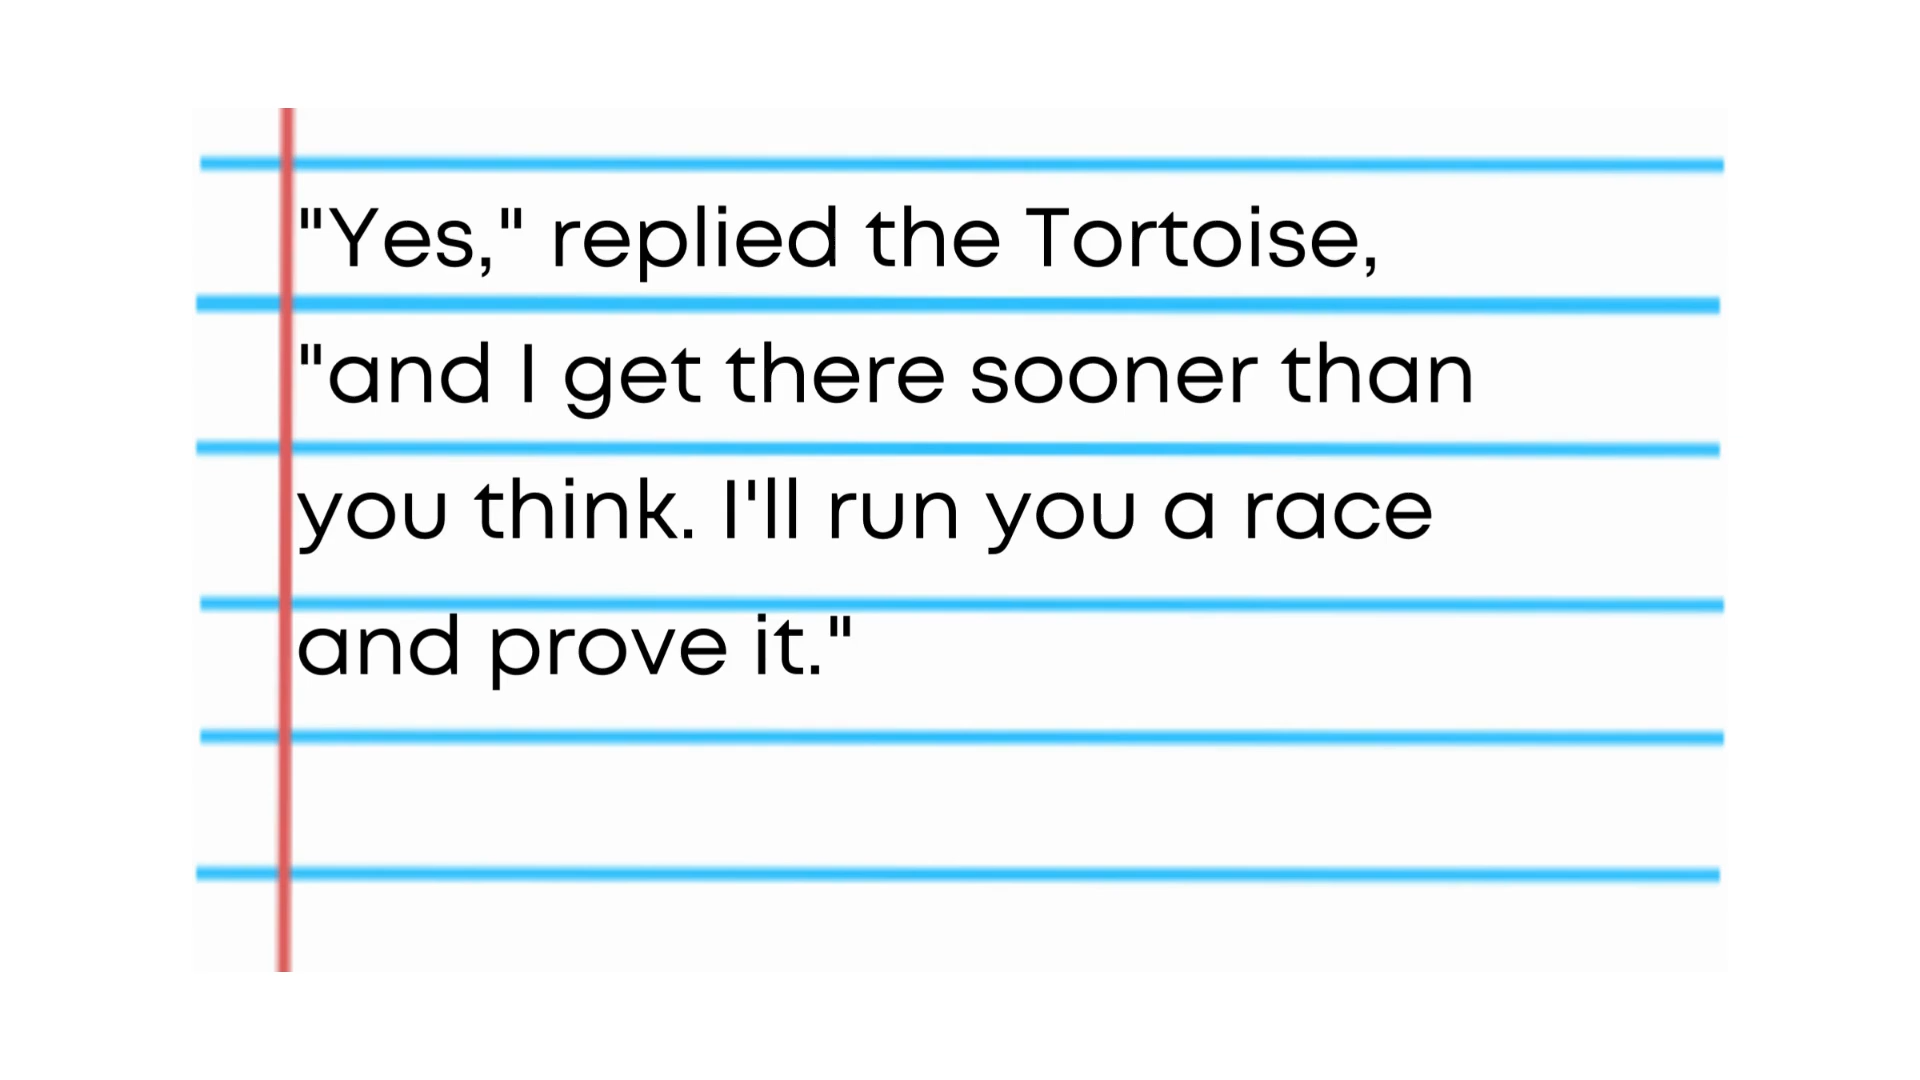 "Yes," replied the Tortoise,
"and I get there sooner than
you think. I'll run you a race
and prove it."